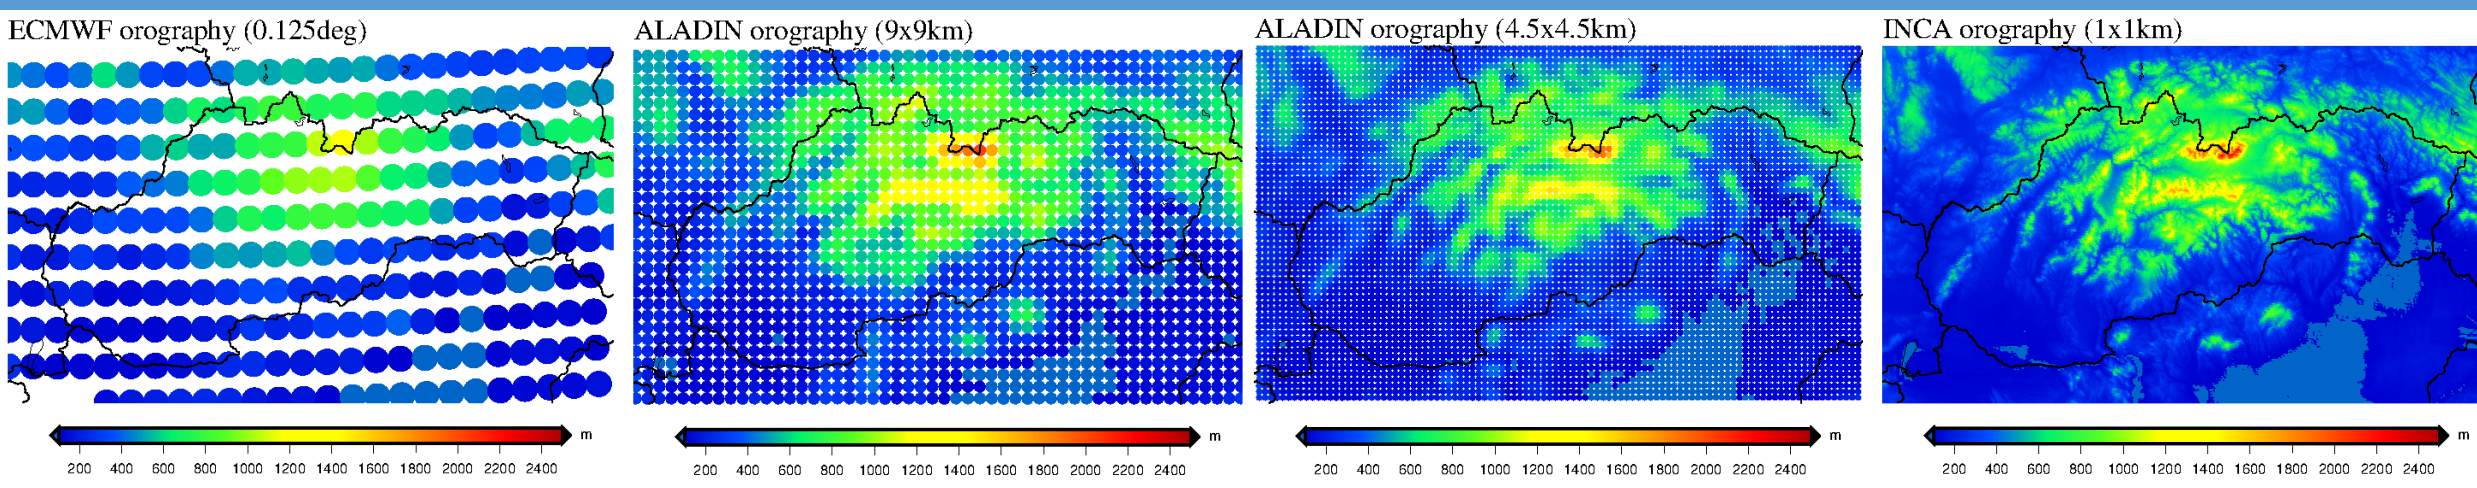 ECMWF orography (0.125deg)
ALADIN orography (9x9km)
ALADIN orography (4.5x4.5km)
INCA orography (1x1km)
200 400 600 800 1000 1200 1400 1600 1800 2000 2200 2400 m
200 400 600 800 1000 1200 1400 1600 1800 2000 2200 2400 m
200 400 600 800 1000 1200 1400 1600 1800 2000 2200 2400 m
200 400 600 800 1000 1200 1400 1600 1800 2000 2200 2400 m